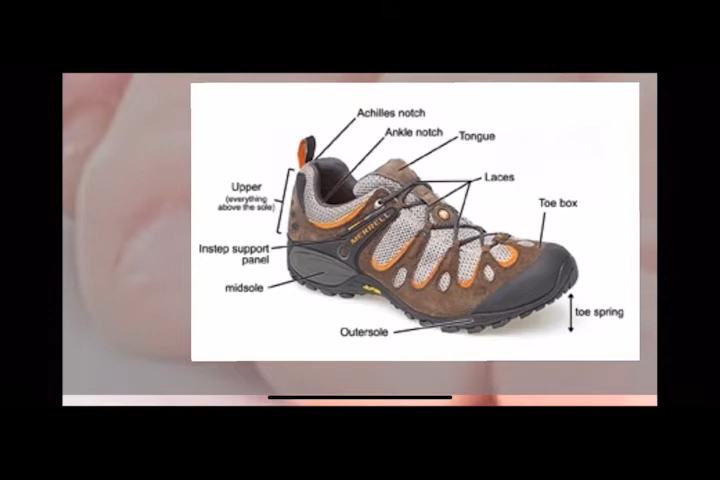 Achilles notch
Ankle notch
Tongue
Laces
Upper
(everything
above the sole)
Toe box
MERRELL
Instep support
panel
midsole
toe spring
Outersole